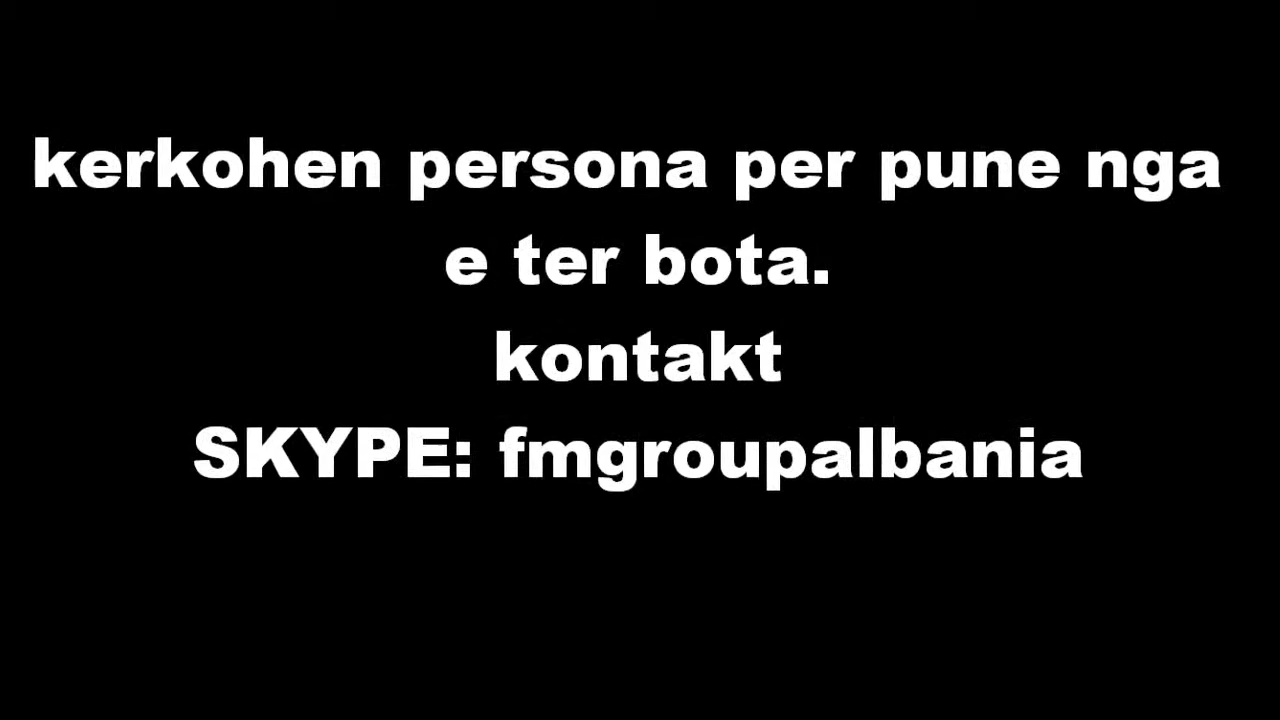 kerkohen persona per pune nga
e ter bota.
kontakt
SKYPE: fmgroupalbania